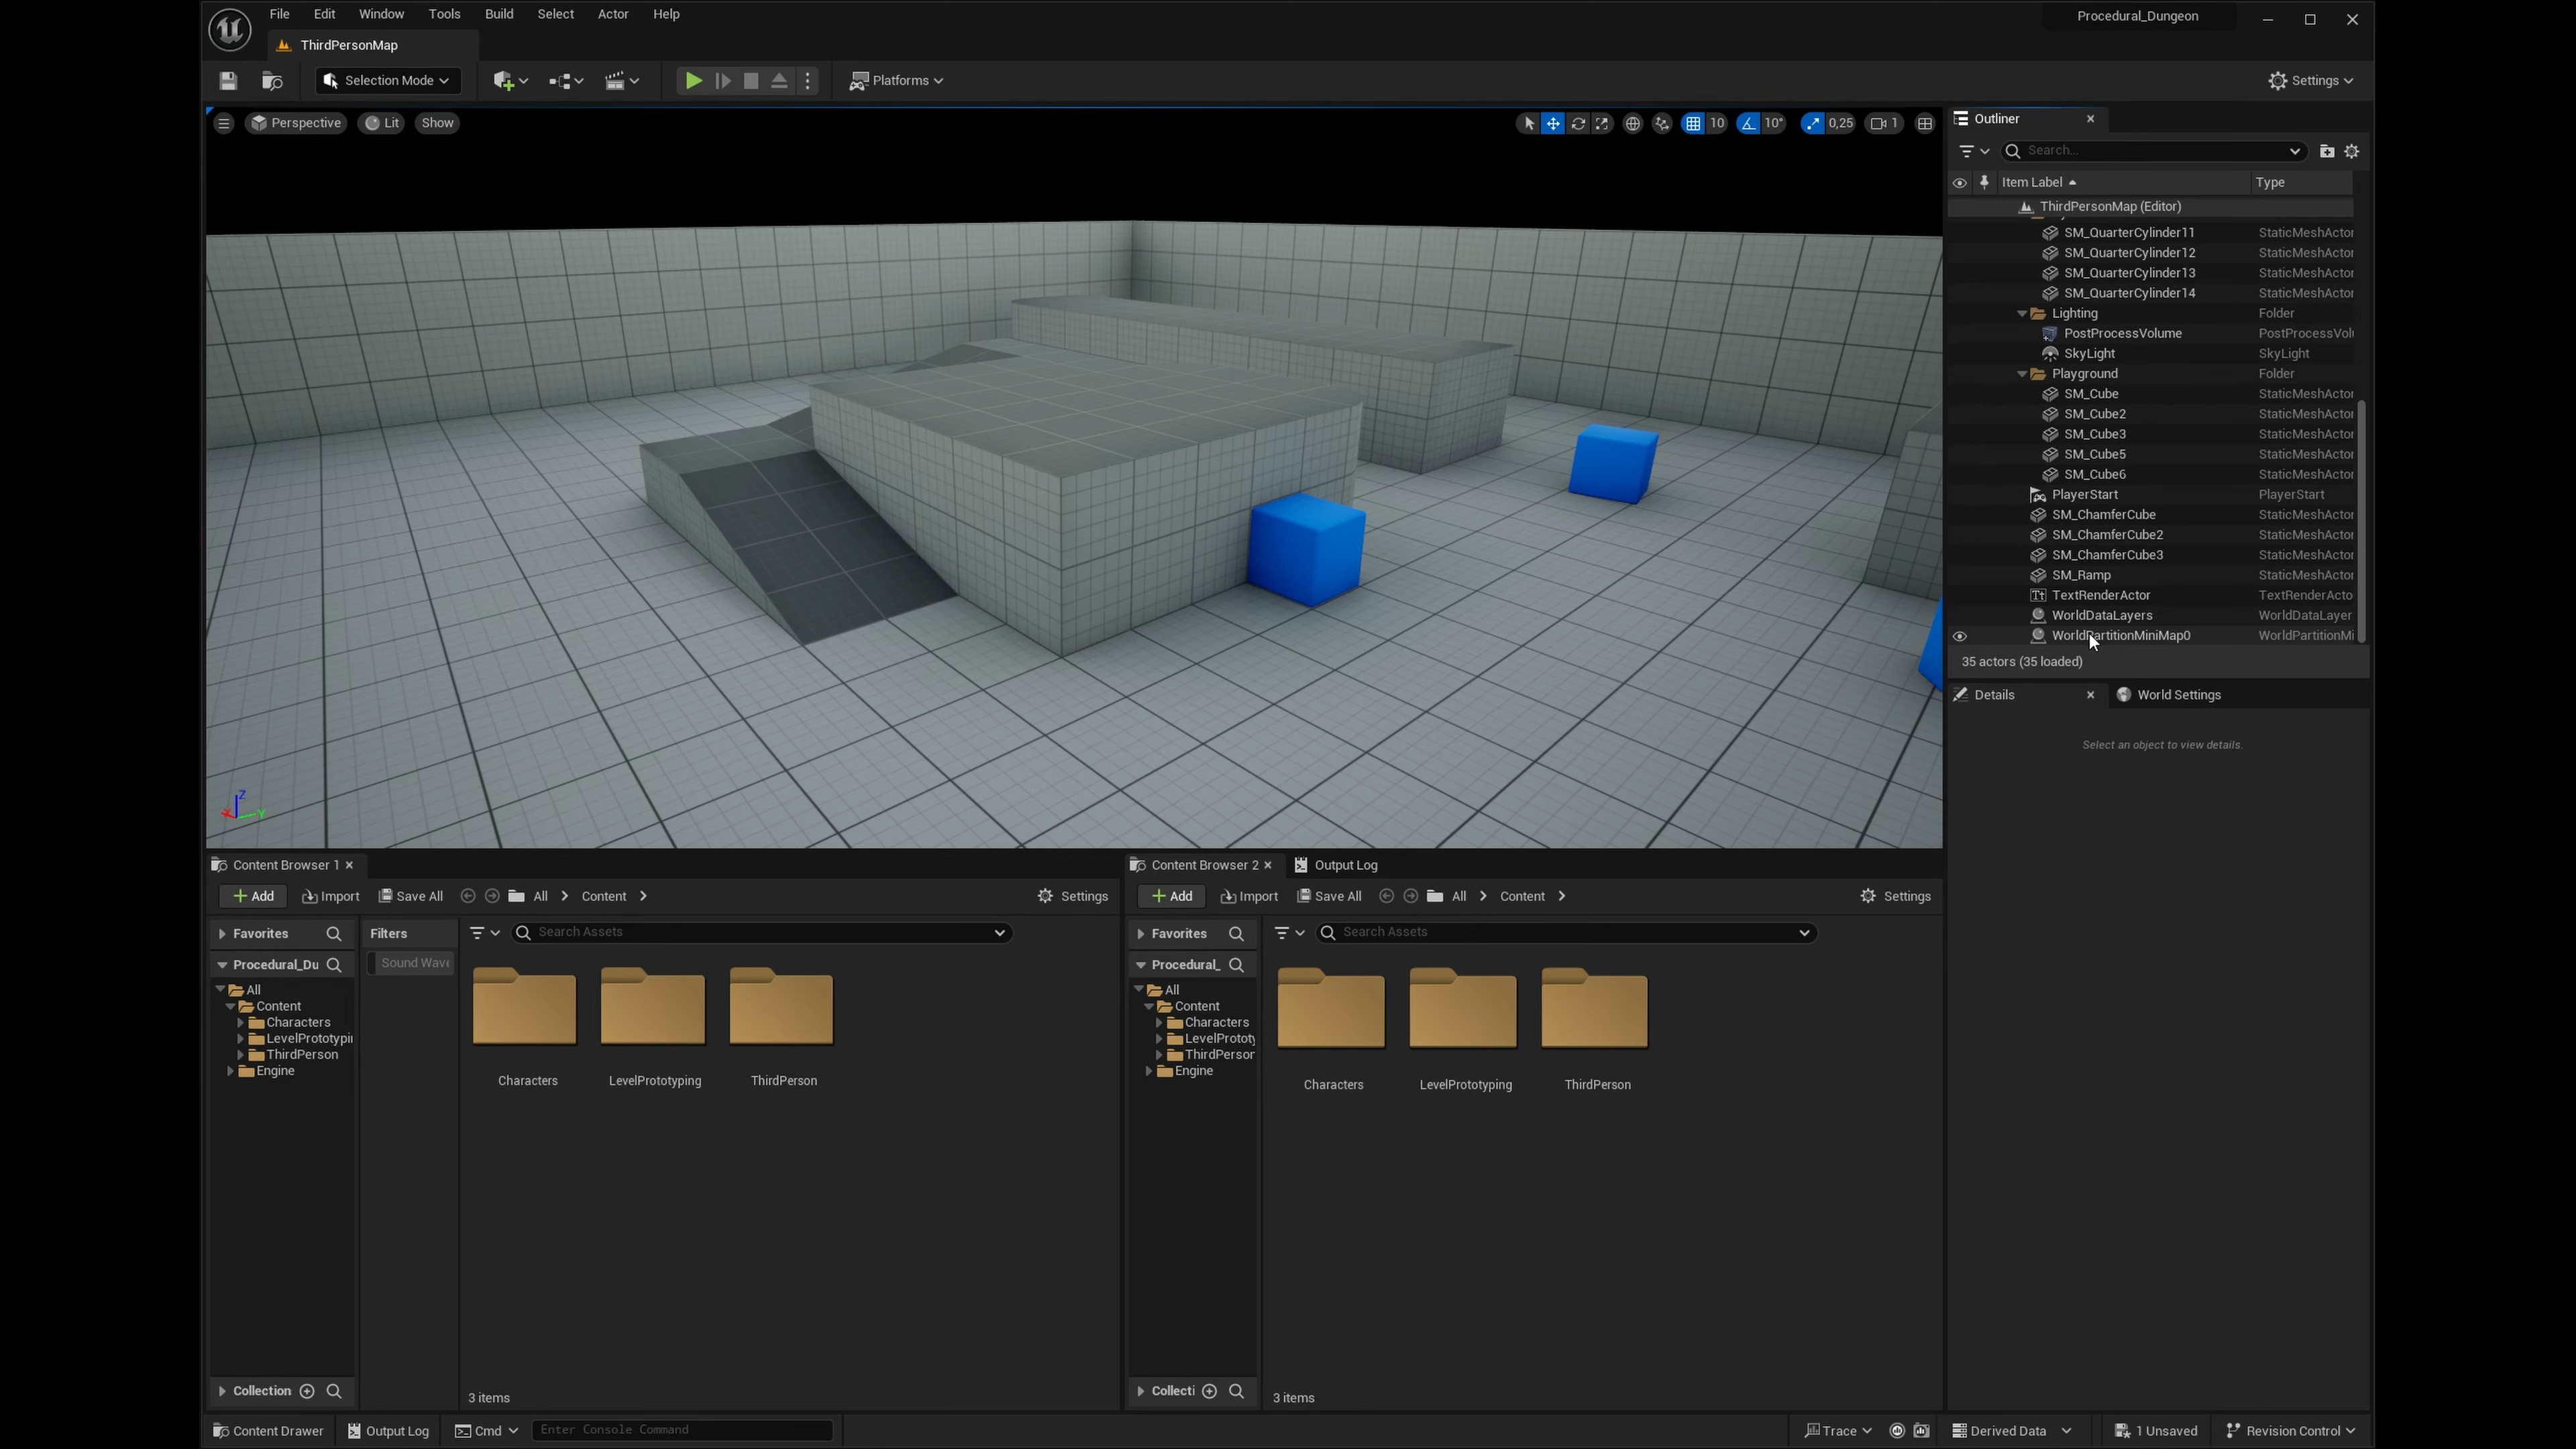 File Edit Window Tools Build Select Actor Help
Procedural_Dungeon
ThirdPersonMap
Selection Mode
Platforms
Settings
Perspective Lit Show
10 10° 0,25 1
Outliner
Search...
Item Label Type
ThirdPersonMap (Editor)
SM_QuarterCylinder11 StaticMeshActor
SM_QuarterCylinder12 StaticMeshActor
SM_QuarterCylinder13 StaticMeshActor
SM_QuarterCylinder14 StaticMeshActor
Lighting Folder
PostProcessVolume PostProcessVolu
SkyLight SkyLight
Playground Folder
SM_Cube StaticMeshActor
SM_Cube2 StaticMeshActor
SM_Cube3 StaticMeshActor
SM_Cube5 StaticMeshActor
SM_Cube6 StaticMeshActor
PlayerStart PlayerStart
SM_ChamferCube StaticMeshActor
SM_ChamferCube2 StaticMeshActor
SM_ChamferCube3 StaticMeshActor
SM_Ramp StaticMeshActor
TextRenderActor TextRenderActo
WorldDataLayers WorldDataLayer
WorldPartitionMiniMap0 WorldPartitionMi
35 actors (35 loaded)
Details World Settings
Select an object to view details.
Z X Y
Content Browser 1
Add Import Save All All Content Settings
Favorites
Filters
Search Assets
Procedural_Du
Sound Wave
All
Content
Characters
LevelPrototypin
ThirdPerson
Engine
Characters LevelPrototyping ThirdPerson
Collection
3 items
Content Browser 2 Output Log
Add Import Save All All Content Settings
Favorites
Search Assets
Procedural_
All
Content
Characters
LevelPrototy
ThirdPerson
Engine
Characters LevelPrototyping ThirdPerson
Collecti
3 items
Content Drawer Output Log Cmd Enter Console Command
Trace Derived Data 1 Unsaved Revision Control